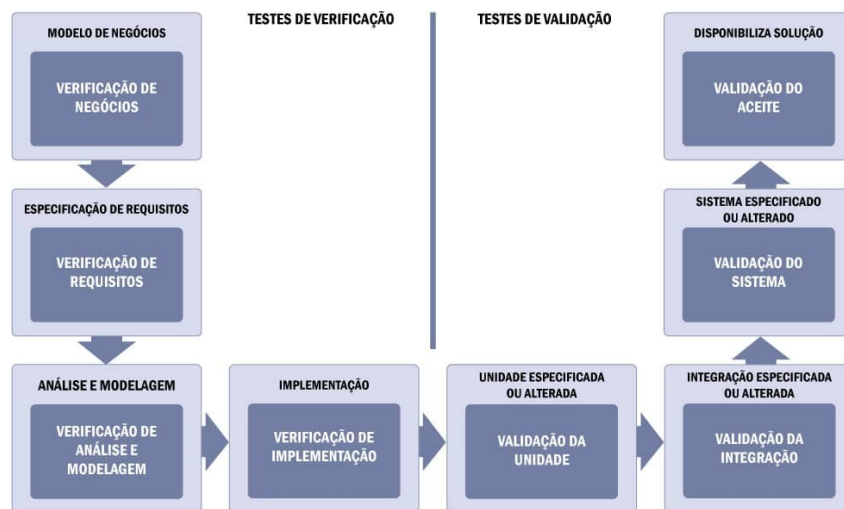 TESTES DE VERIFICAÇÃO
TESTES DE VALIDAÇÃO
MODELO DE NEGÓCIOS
VERIFICAÇÃO DE
NEGÓCIOS
ESPECIFICAÇÃO DE REQUISITOS
VERIFICAÇÃO DE
REQUISITOS
ANÁLISE E MODELAGEM
VERIFICAÇÃO DE
ANÁLISE E
MODELAGEM
IMPLEMENTAÇÃO
VERIFICAÇÃO DE
IMPLEMENTAÇÃO
UNIDADE ESPECIFICADA
OU ALTERADA
VALIDAÇÃO DA
UNIDADE
INTEGRAÇÃO ESPECIFICADA
OU ALTERADA
VALIDAÇÃO DA
INTEGRAÇÃO
SISTEMA ESPECIFICADO
OU ALTERADO
VALIDAÇÃO DO
SISTEMA
DISPONIBILIZA SOLUÇÃO
VALIDAÇÃO DO
ACEITE